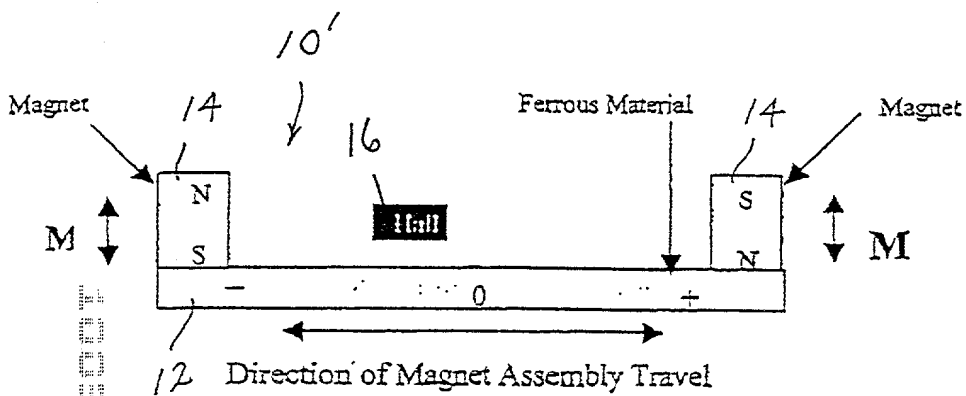 10'
Magnet 14 Ferrous Material 14 Magnet
16
N S
Hall
M M
S N
- 0 +
12 Direction of Magnet Assembly Travel